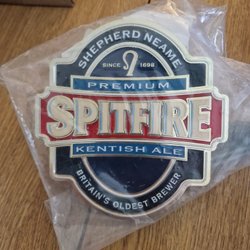 SHEPHERD NEAME
SINCE 1698
PREMIUM
SPITFIRE
KENTISH ALE
BRITAIN'S OLDEST BREWER